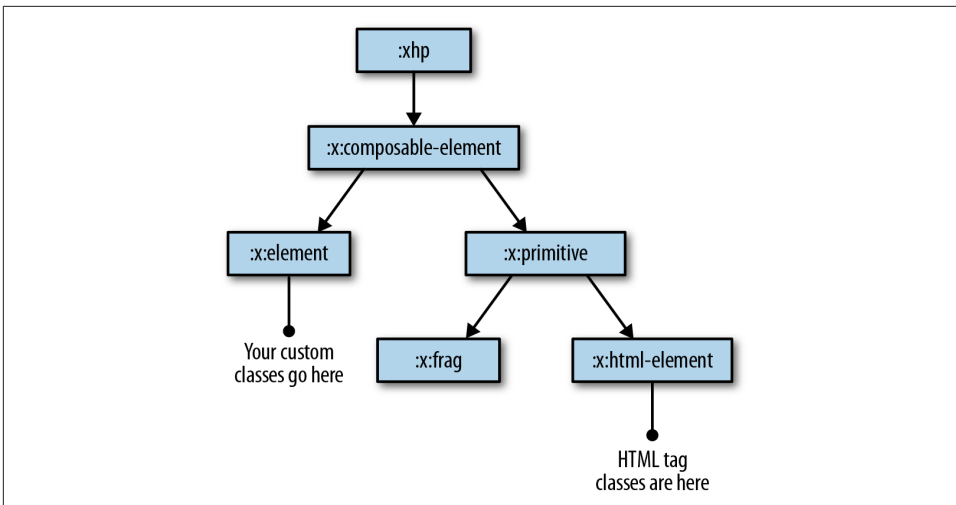 :xhp
:x:composable-element
:x:element
:x:primitive
Your custom
classes go here
:x:frag
:x:html-element
HTML tag
classes are here